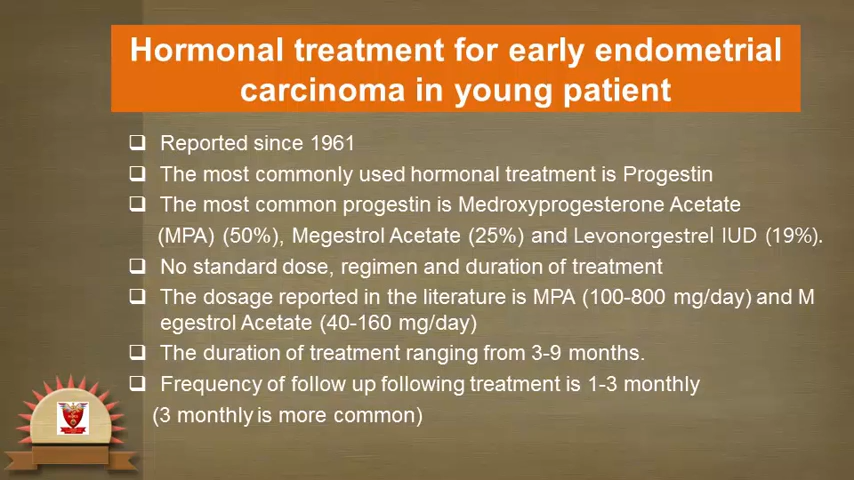 Hormonal treatment for early endometrial
carcinoma in young patient
Reported since 1961
The most commonly used hormonal treatment is Progestin
The most common progestin is Medroxyprogesterone Acetate
(MPA) (50%), Megestrol Acetate (25%) and Levonorgestrel IUD (19%).
No standard dose, regimen and duration of treatment
The dosage reported in the literature is MPA (100-800 mg/day) and M
egestrol Acetate (40-160 mg/day)
The duration of treatment ranging from 3-9 months.
Frequency of follow up following treatment is 1-3 monthly
(3 monthly is more common)